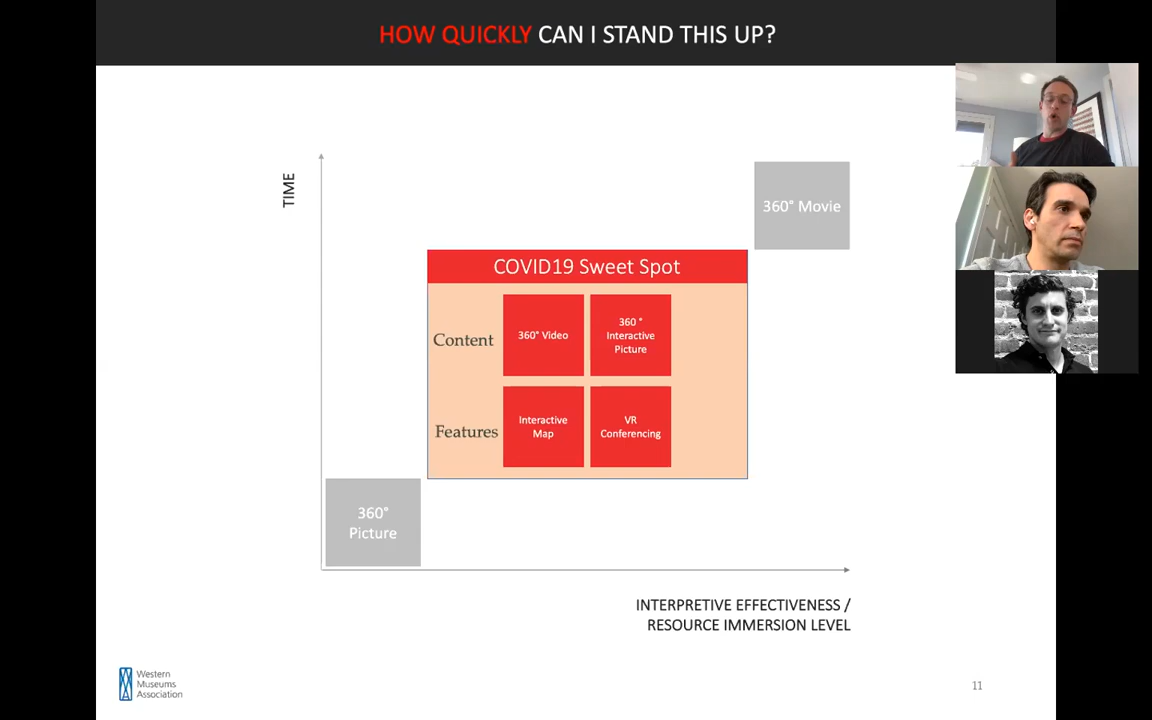 HOW QUICKLY CAN I STAND THIS UP?
TIME
360° Movie
COVID19 Sweet Spot
Content
360° Video
360 °
Interactive
Picture
Features
Interactive
Map
VR
Conferencing
360°
Picture
INTERPRETIVE EFFECTIVENESS /
RESOURCE IMMERSION LEVEL
Western
Museums
Association
11